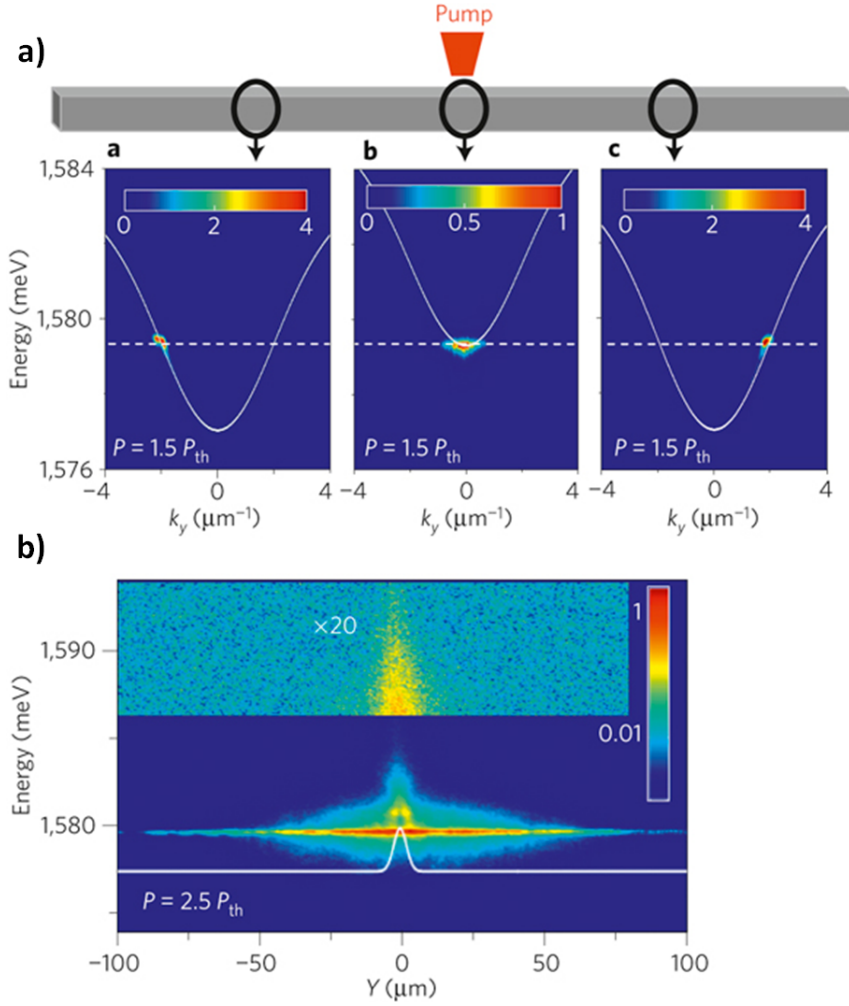 Pump
a)
a b c
1,584
0 2 4 0 0.5 1 0 2 4
1,580
Energy (meV)
P = 1.5 Pth P = 1.5 Pth P = 1.5 Pth
1,576
−4 0 4 −4 0 4 −4 0 4
ky (μm−1) ky (μm−1) ky (μm−1)
b)
1
×20
1,590
0.01
Energy (meV)
1,580
P = 2.5 Pth
−100 −50 0 50 100
Y (μm)